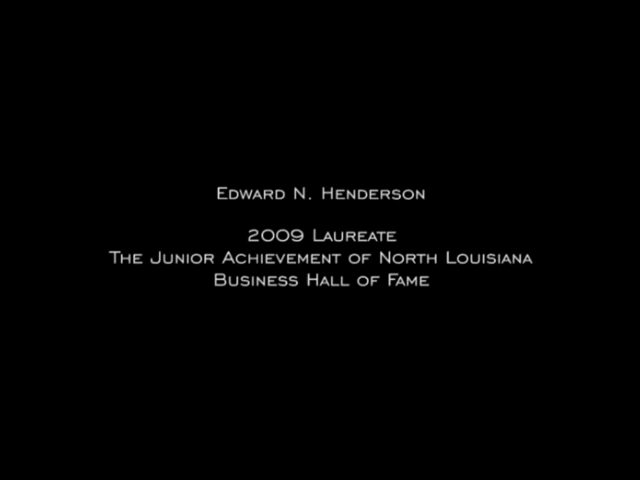 Edward N. Henderson
2009 Laureate
The Junior Achievement of North Louisiana
Business Hall of Fame